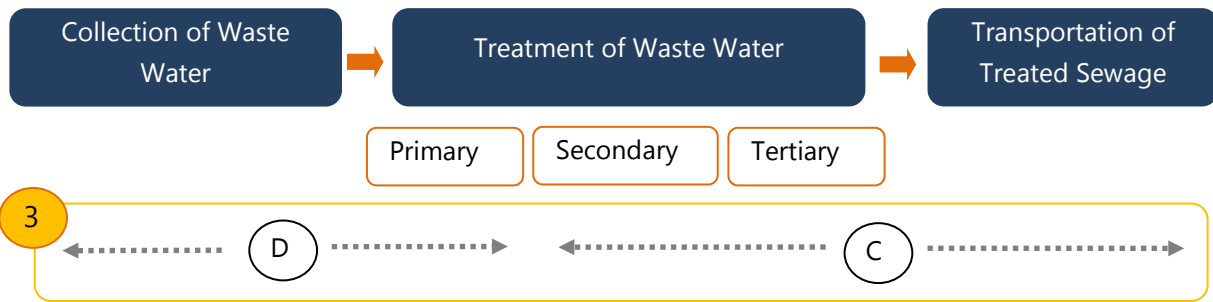 Collection of Waste
Water
Treatment of Waste Water
Transportation of
Treated Sewage
Primary
Secondary
Tertiary
3
D
C